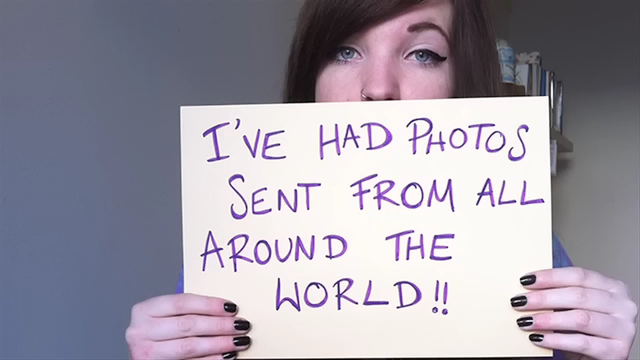 I'VE HAD PHOTOS
SENT FROM ALL
AROUND THE
WORLD!!